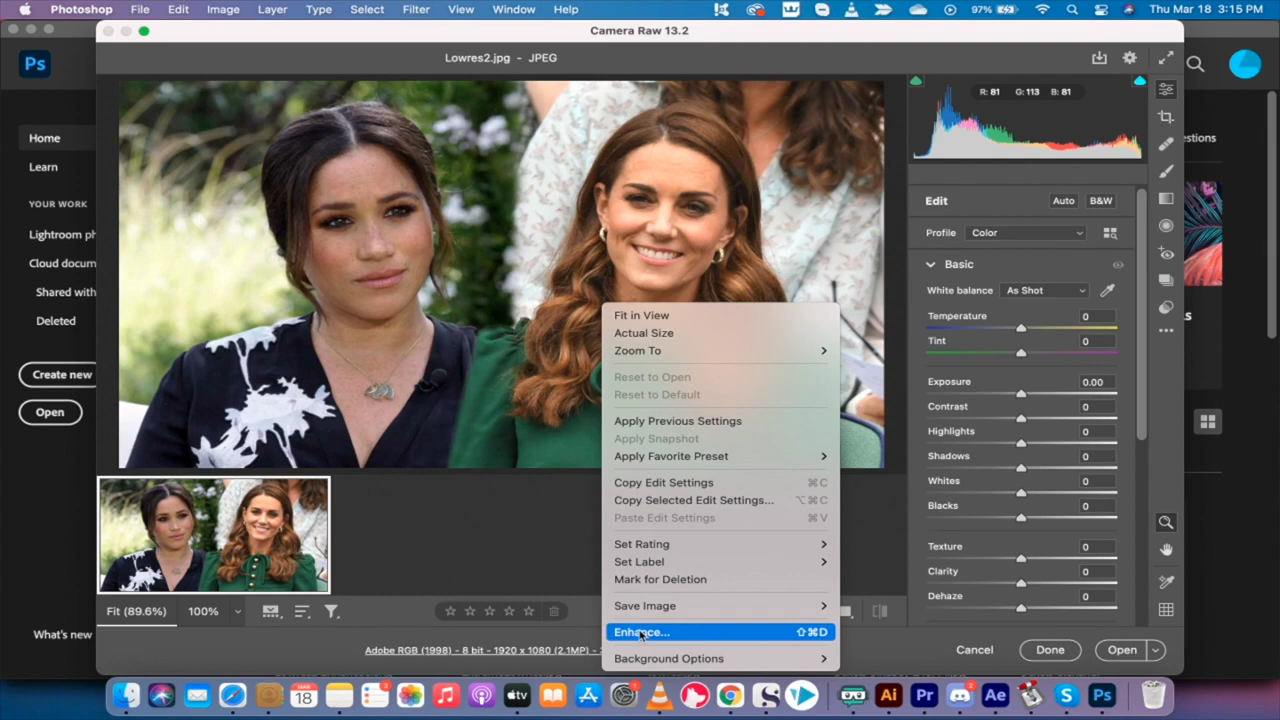 Photoshop File Edit Image Layer Type Select Filter View Window Help 97% Thu Mar 18 3:15 PM
Camera Raw 13.2
Lowres2.jpg - JPEG
Ps
Home
Learn
YOUR WORK
Lightroom ph
Cloud docum
Shared with
Deleted
Create new
Open
What's new
R: 81 G: 113 B: 81
estions
s
Edit Auto B&W
Profile Color
Basic
White balance As Shot
Temperature 0
Tint 0
Exposure 0.00
Contrast 0
Highlights 0
Shadows 0
Whites 0
Blacks 0
Texture 0
Clarity 0
Dehaze 0
Fit in View
Actual Size
Zoom To
Reset to Open
Reset to Default
Apply Previous Settings
Apply Snapshot
Apply Favorite Preset
Copy Edit Settings ⌘C
Copy Selected Edit Settings... ⌥⌘C
Paste Edit Settings ⌘V
Set Rating
Set Label
Mark for Deletion
Save Image
Enhance... ⇧⌘D
Background Options
Fit (89.6%) 100%
Adobe RGB (1998) - 8 bit - 1920 x 1080 (2.1MP) -
Cancel Done Open
MAR
18
tv
Ai Pr Ae Ps